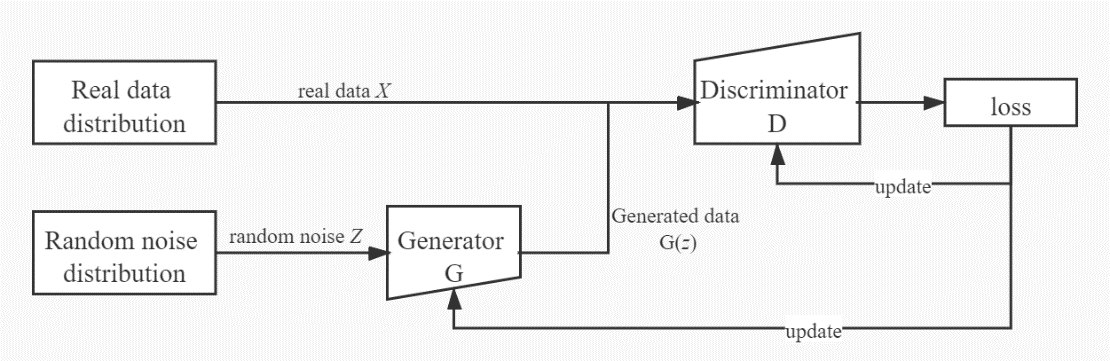 Real data
distribution
real data X
Discriminator
D
loss
update
Random noise
distribution
random noise Z
Generator
G
Generated data
G(z)
update